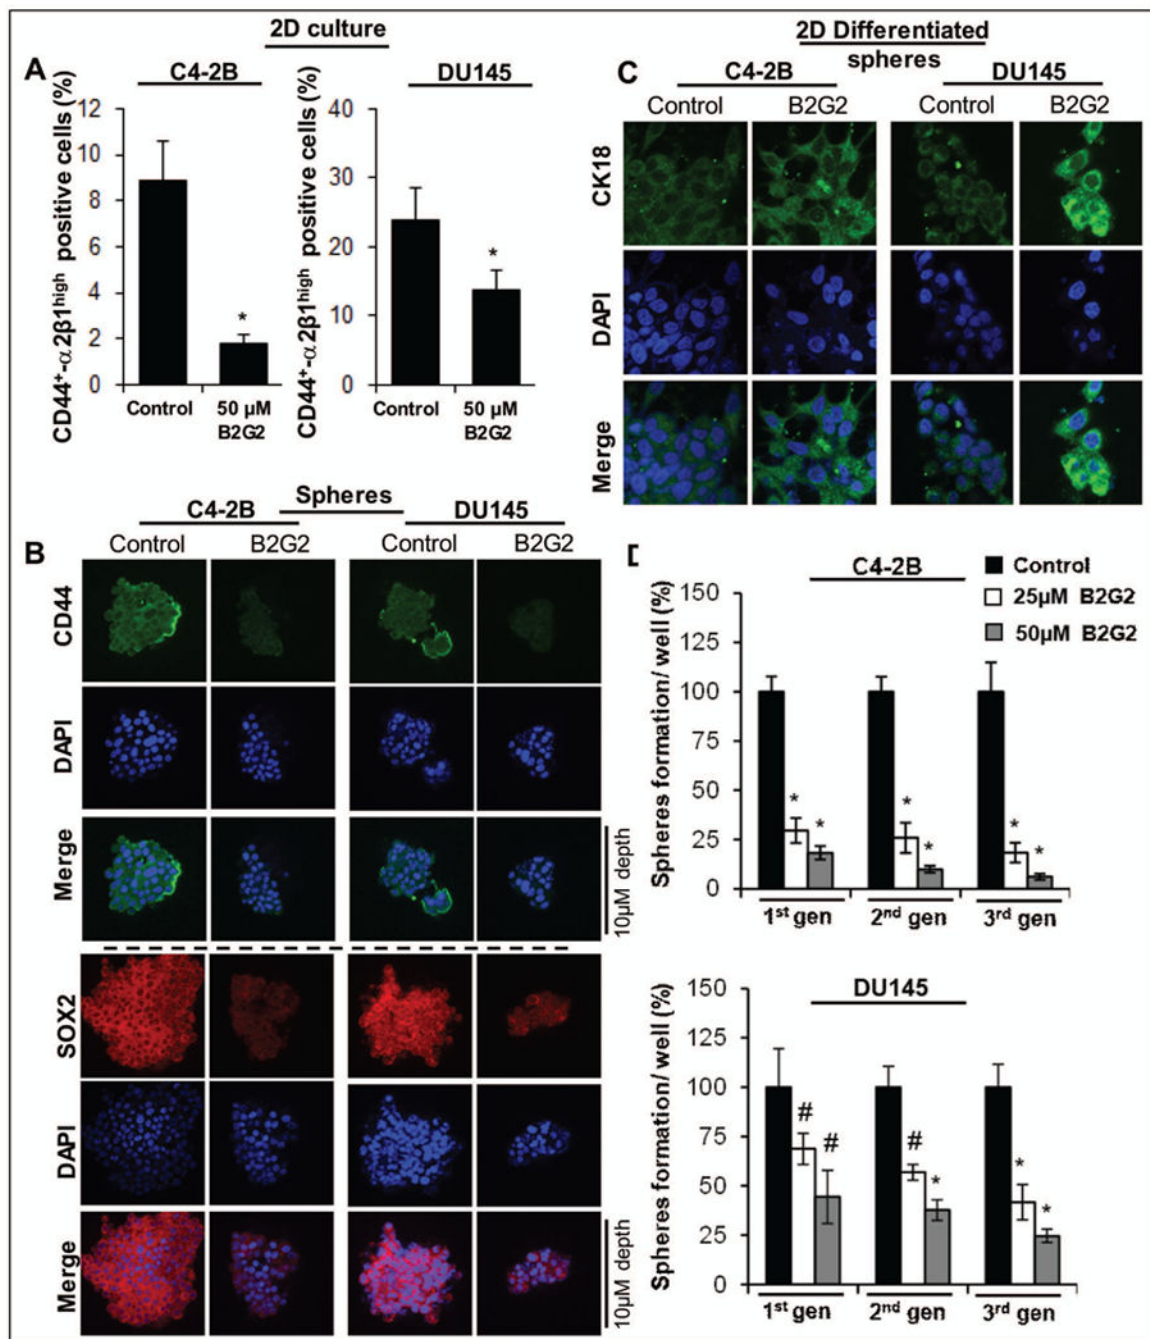 2D culture
A
C4-2B
DU145
CD44⁺-α2β1ʰⁱᵍʰ positive cells (%)
12
10
8
6
4
2
0
Control
50 µM
B2G2
*
CD44⁺-α2β1ʰⁱᵍʰ positive cells (%)
40
30
20
10
0
Control
50 µM
B2G2
*
2D Differentiated
spheres
C
C4-2B
DU145
Control
B2G2
Control
B2G2
CK18
DAPI
Merge
Spheres
B
C4-2B
DU145
Control
B2G2
Control
B2G2
CD44
DAPI
Merge
10µM depth
SOX2
DAPI
Merge
10µM depth
C4-2B
Control
25µM B2G2
50µM B2G2
Spheres formation/ well (%)
150
125
100
75
50
25
0
* *
* *
* *
1ˢᵗ gen
2ⁿᵈ gen
3ʳᵈ gen
DU145
Spheres formation/ well (%)
150
125
100
75
50
25
0
# #
# *
* *
1ˢᵗ gen
2ⁿᵈ gen
3ʳᵈ gen